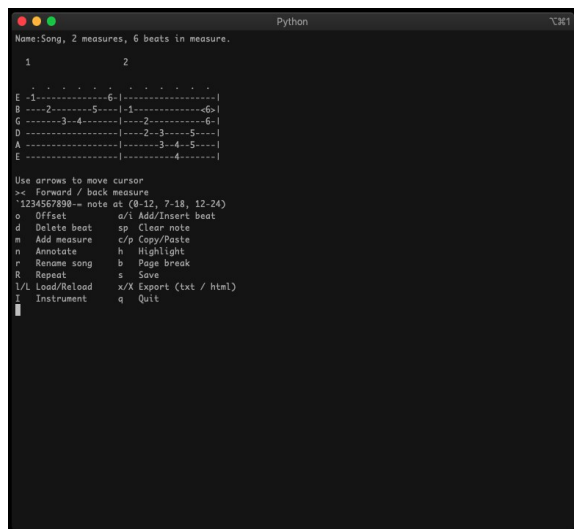 Python
⌥⌘1
Name:Song, 2 measures, 6 beats in measure.
1 2
. . . . . . . . . . . .
E -1--------------6-|------------------|
B ----2--------5----|-1-------------<6>|
G -------3--4-------|----2-----------6-|
D ------------------|----2--3-----5----|
A ------------------|-------3--4--5----|
E ------------------|----------4-------|
Use arrows to move cursor
>< Forward / back measure
`1234567890-= note at (0-12, 7-18, 12-24)
o Offset a/i Add/Insert beat
d Delete beat sp Clear note
m Add measure c/p Copy/Paste
n Annotate h Highlight
r Rename song b Page break
R Repeat s Save
l/L Load/Reload x/X Export (txt / html)
I Instrument q Quit